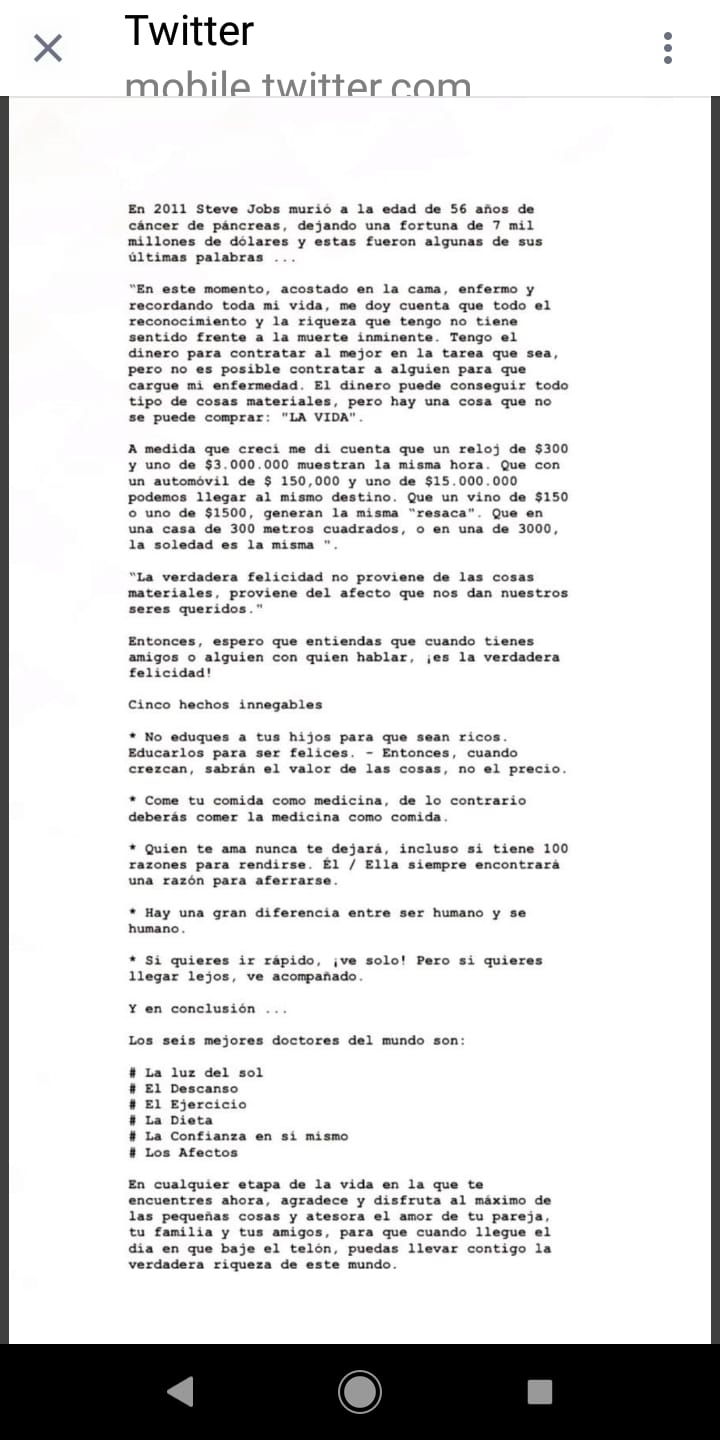 Twitter
mobile.twitter.com
En 2011 Steve Jobs murió a la edad de 56 años de
cáncer de páncreas, dejando una fortuna de 7 mil
millones de dólares y estas fueron algunas de sus
últimas palabras ...
"En este momento, acostado en la cama, enfermo y
recordando toda mi vida, me doy cuenta que todo el
reconocimiento y la riqueza que tengo no tiene
sentido frente a la muerte inminente. Tengo el
dinero para contratar al mejor en la tarea que sea,
pero no es posible contratar a alguien para que
cargue mi enfermedad. El dinero puede conseguir todo
tipo de cosas materiales, pero hay una cosa que no
se puede comprar: "LA VIDA".
A medida que crecí me di cuenta que un reloj de $300
y uno de $3.000.000 muestran la misma hora. Que con
un automóvil de $ 150,000 y uno de $15.000.000
podemos llegar al mismo destino. Que un vino de $150
o uno de $1500, generan la misma "resaca". Que en
una casa de 300 metros cuadrados, o en una de 3000,
la soledad es la misma ".
"La verdadera felicidad no proviene de las cosas
materiales, proviene del afecto que nos dan nuestros
seres queridos."
Entonces, espero que entiendas que cuando tienes
amigos o alguien con quien hablar, ¡es la verdadera
felicidad!
Cinco hechos innegables
* No eduques a tus hijos para que sean ricos.
Educarlos para ser felices. - Entonces, cuando
crezcan, sabrán el valor de las cosas, no el precio.
* Come tu comida como medicina, de lo contrario
deberás comer la medicina como comida.
* Quien te ama nunca te dejará, incluso si tiene 100
razones para rendirse. Él / Ella siempre encontrará
una razón para aferrarse.
* Hay una gran diferencia entre ser humano y se
humano.
* Si quieres ir rápido, ¡ve solo! Pero si quieres
llegar lejos, ve acompañado.
Y en conclusión ...
Los seis mejores doctores del mundo son:
# La luz del sol
# El Descanso
# El Ejercicio
# La Dieta
# La Confianza en si mismo
# Los Afectos
En cualquier etapa de la vida en la que te
encuentres ahora, agradece y disfruta al máximo de
las pequeñas cosas y atesora el amor de tu pareja,
tu familia y tus amigos, para que cuando llegue el
día en que baje el telón, puedas llevar contigo la
verdadera riqueza de este mundo.